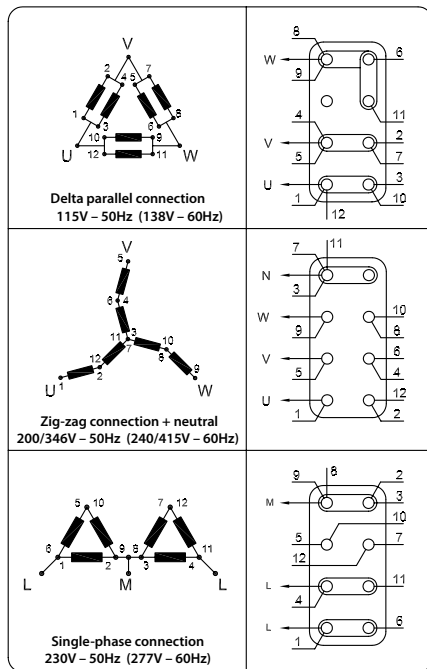 V
2 7
4 5
1 3 6 8
10 9
12 11
U W
Delta parallel connection
115V – 50Hz (138V – 60Hz)
8 6
W
9
4 11
V 2
5 7
U 3
1 10
12
V
5
6 4
11 3
7 10
12 8
U 1 2 9
W
Zig-zag connection + neutral
200/346V – 50Hz (240/415V – 60Hz)
7 11
N
3
W 10
9 8
V 6
5 4
U 12
1 2
5 10 7 12
6 9 8 11
1 2 3 4
L M L
Single-phase connection
230V – 50Hz (277V – 60Hz)
9 8 2
M 3
5 10
12 7
L 11
4
L 6
1